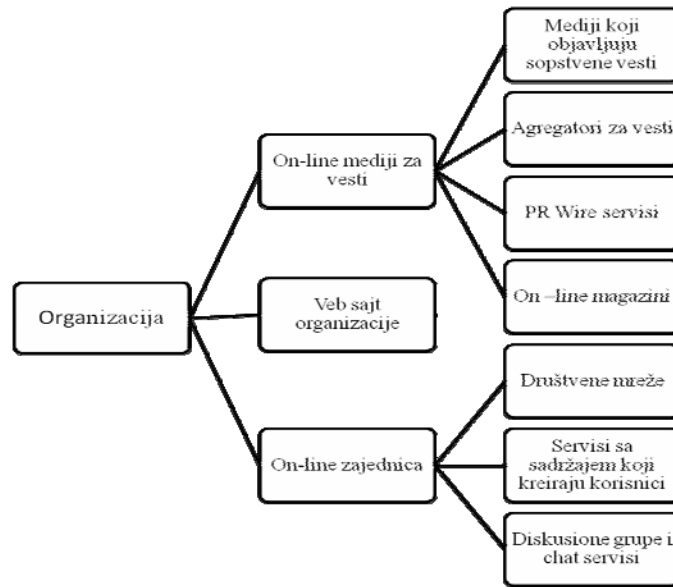 Mediji koji
objavljuju
sopstvene vesti
Agregatori za vesti
On-line mediji za
vesti
PR Wire servisi
On –line magazini
Organizacija
Veb sajt
organizacije
Društvene mreže
On-line zajednica
Servisi sa
sadržajem koji
kreiraju korisnici
Diskusione grupe i
chat servisi